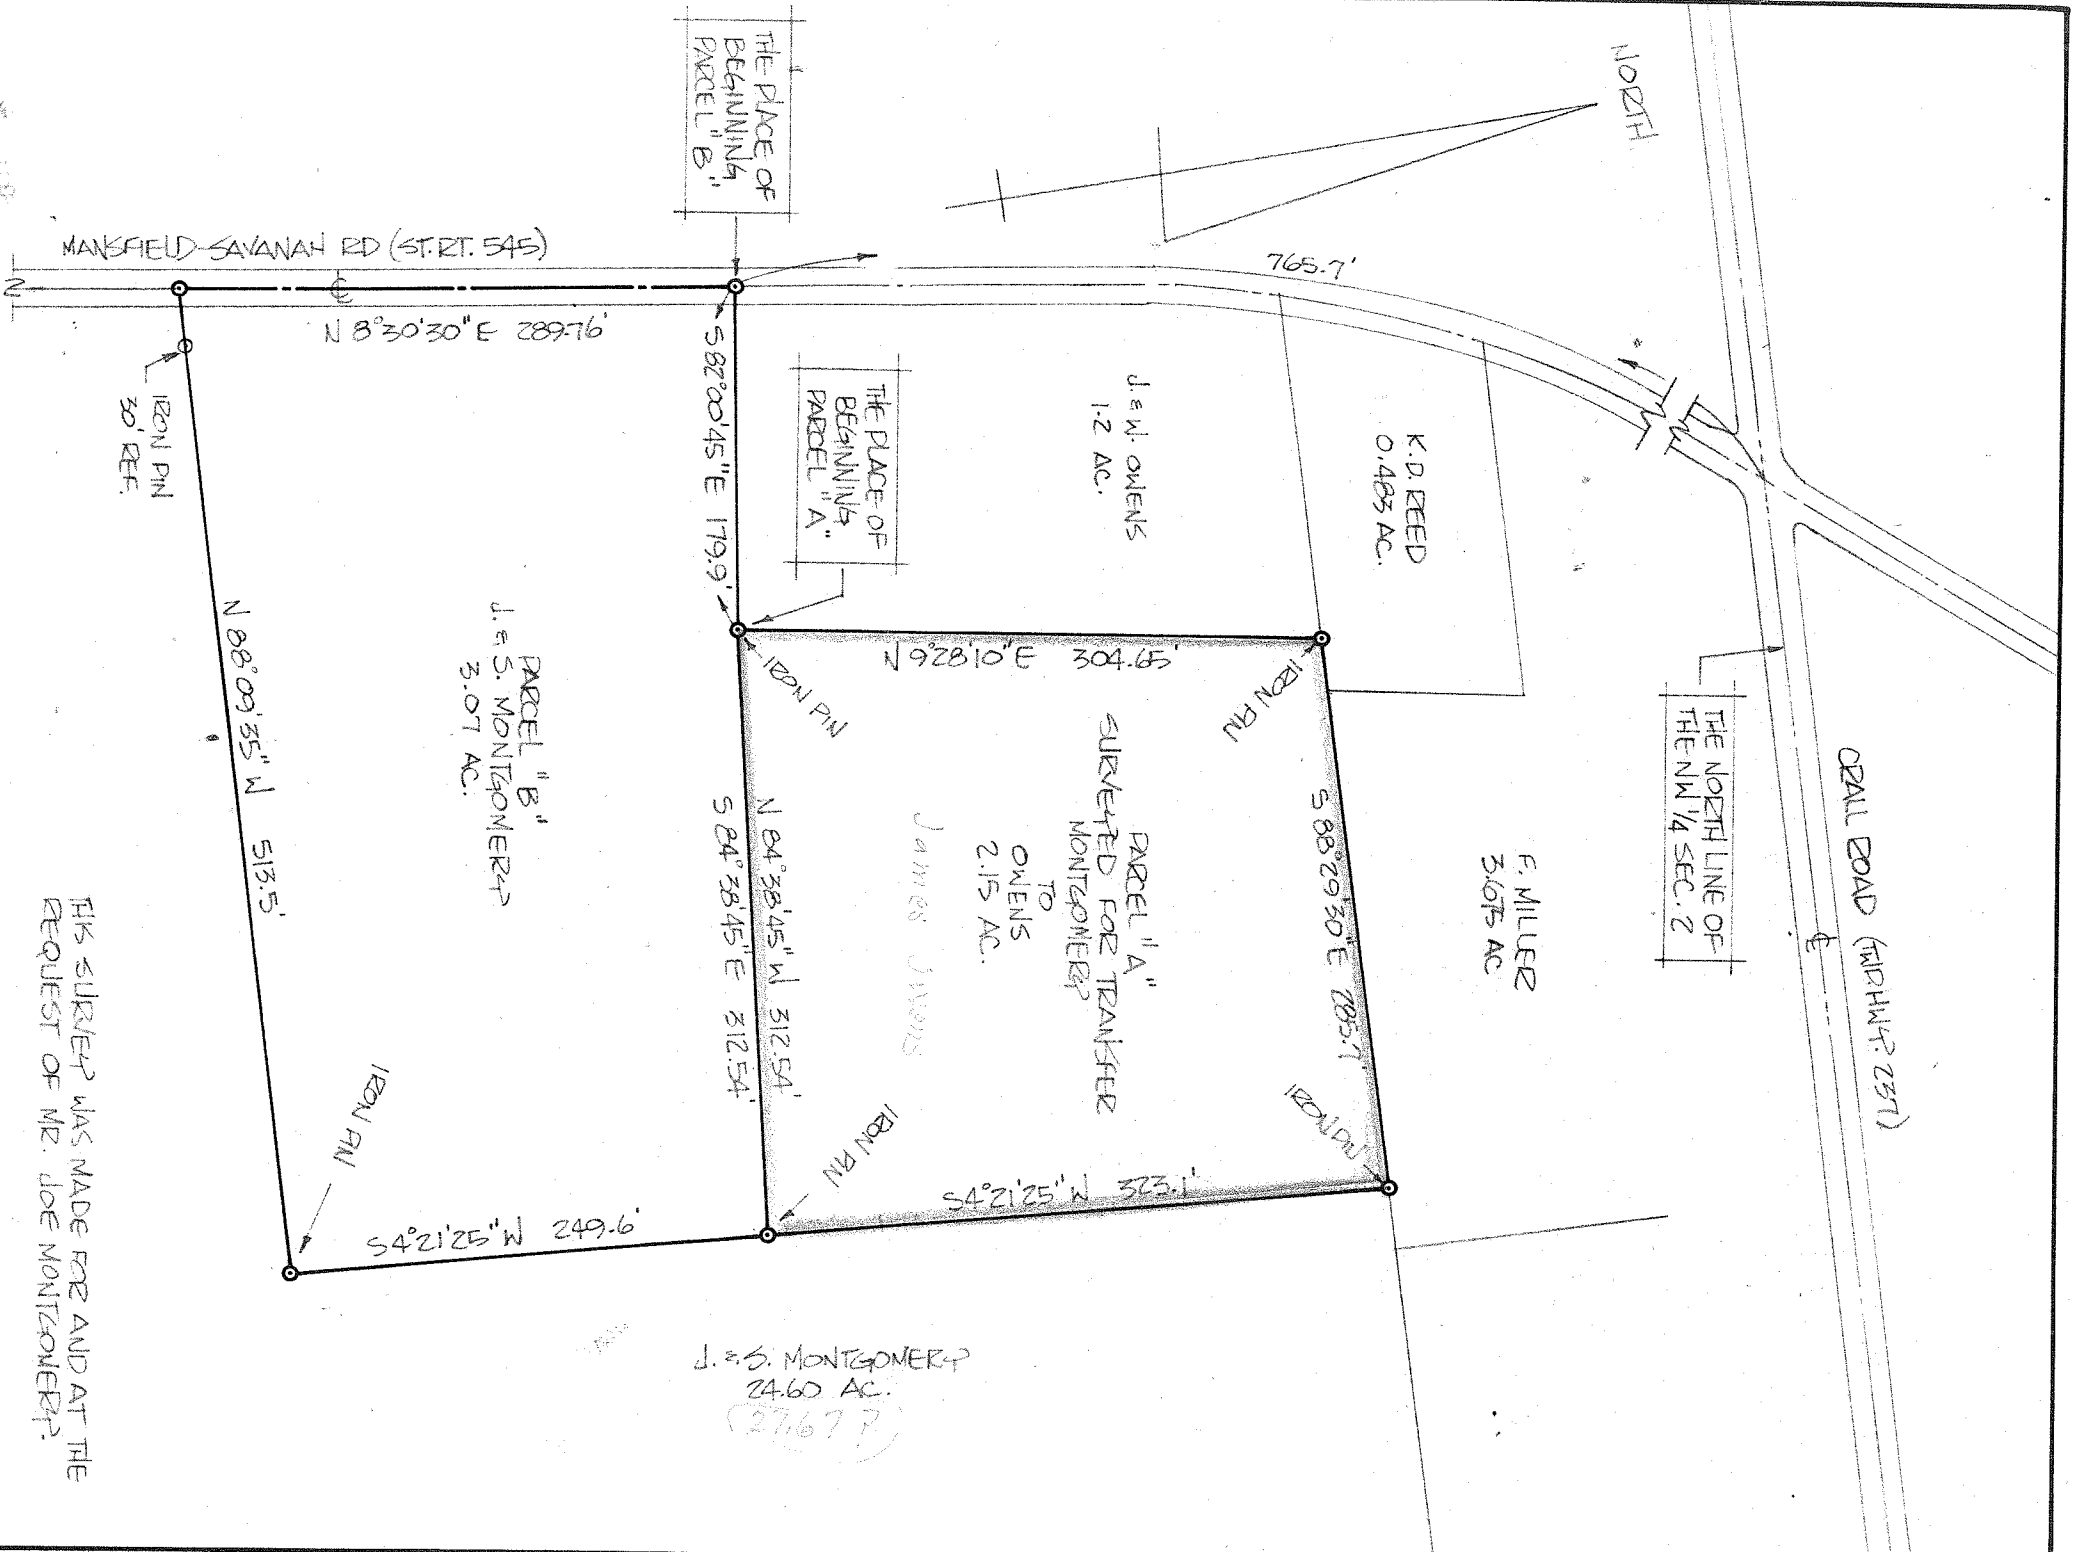 NORTH
THE PLACE OF
BEGINNING
PARCEL "B"
MANSFIELD-SAVANAH RD (ST. RT. 545)
765.7'
N 8°30'30" E 289.76'
IRON PIN
30' REF.
S 82°00'45" E 179.9'
THE PLACE OF
BEGINNING
PARCEL "A"
J. & W. OWENS
1.2 AC.
K.D. REED
0.483 AC.
THE NORTH LINE OF
THE NW 1/4 SEC. 2
CRALL ROAD (TWP. HWY. 237)
F. MILLER
3.675 AC
N 9°28'10" E 304.65'
IRON PIN
IRON PIN
S 88°29'30" E 285.7'
PARCEL "A"
SURVEYED FOR TRANSFER
MONTGOMERY
TO
OWENS
2.15 AC.
James
N 84°38'45" W 312.54'
S 84°38'45" E 312.54'
IRON PIN
IRON PIN
S 4°21'25" W 323.1'
PARCEL "B"
J. & S. MONTGOMERY
3.07 AC.
N 88°09'35" W 513.5'
IRON PIN
S 4°21'25" W 249.6'
J. & S. MONTGOMERY
24.60 AC.
(27.67 ?)
THIS SURVEY WAS MADE FOR AND AT THE
REQUEST OF MR. JOE MONTGOMERY.